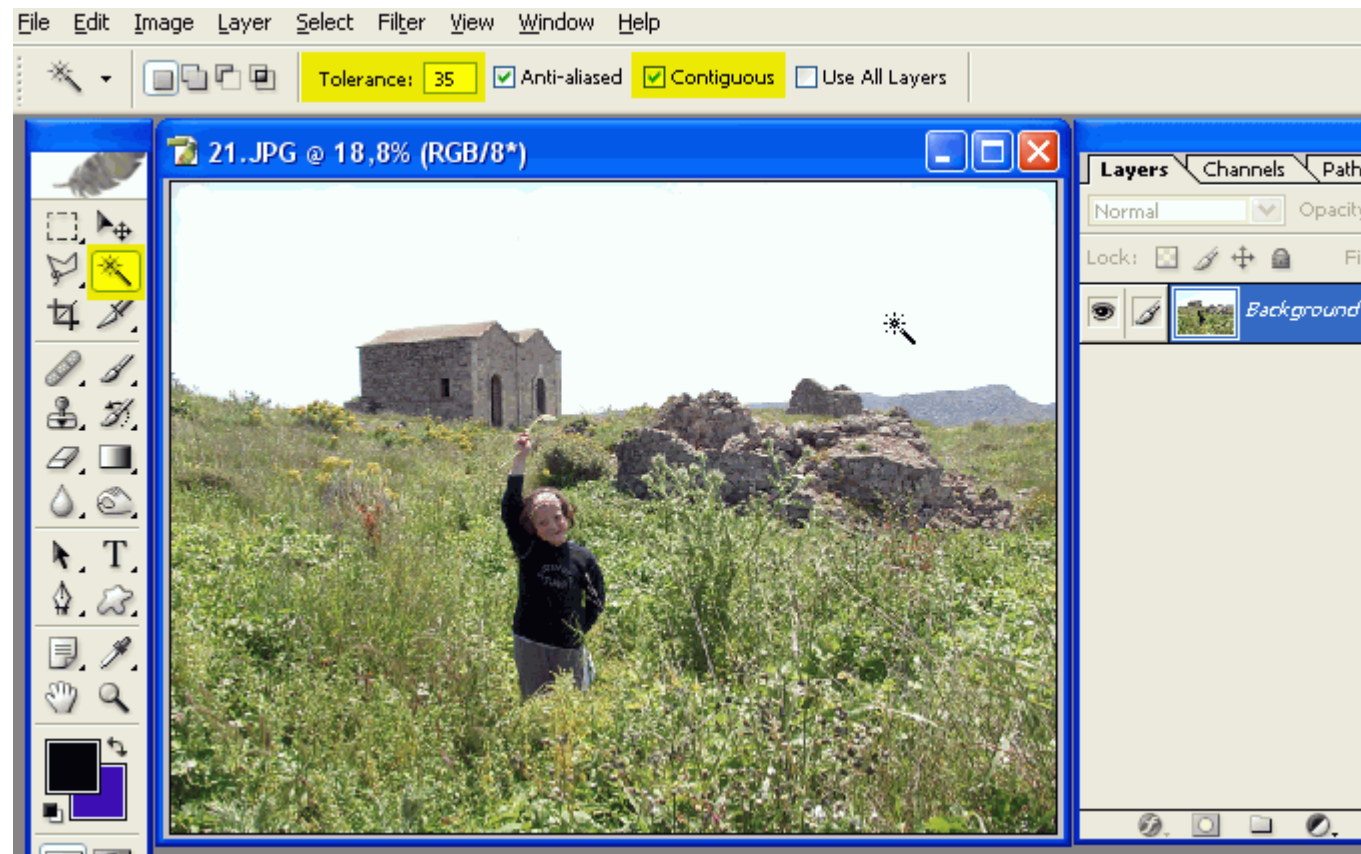 File Edit Image Layer Select Filter View Window Help
Tolerance: 35 Anti-aliased Contiguous Use All Layers
21.JPG @ 18,8% (RGB/8*)
Layers Channels Path
Normal Opacity
Lock: Fi
Background
T